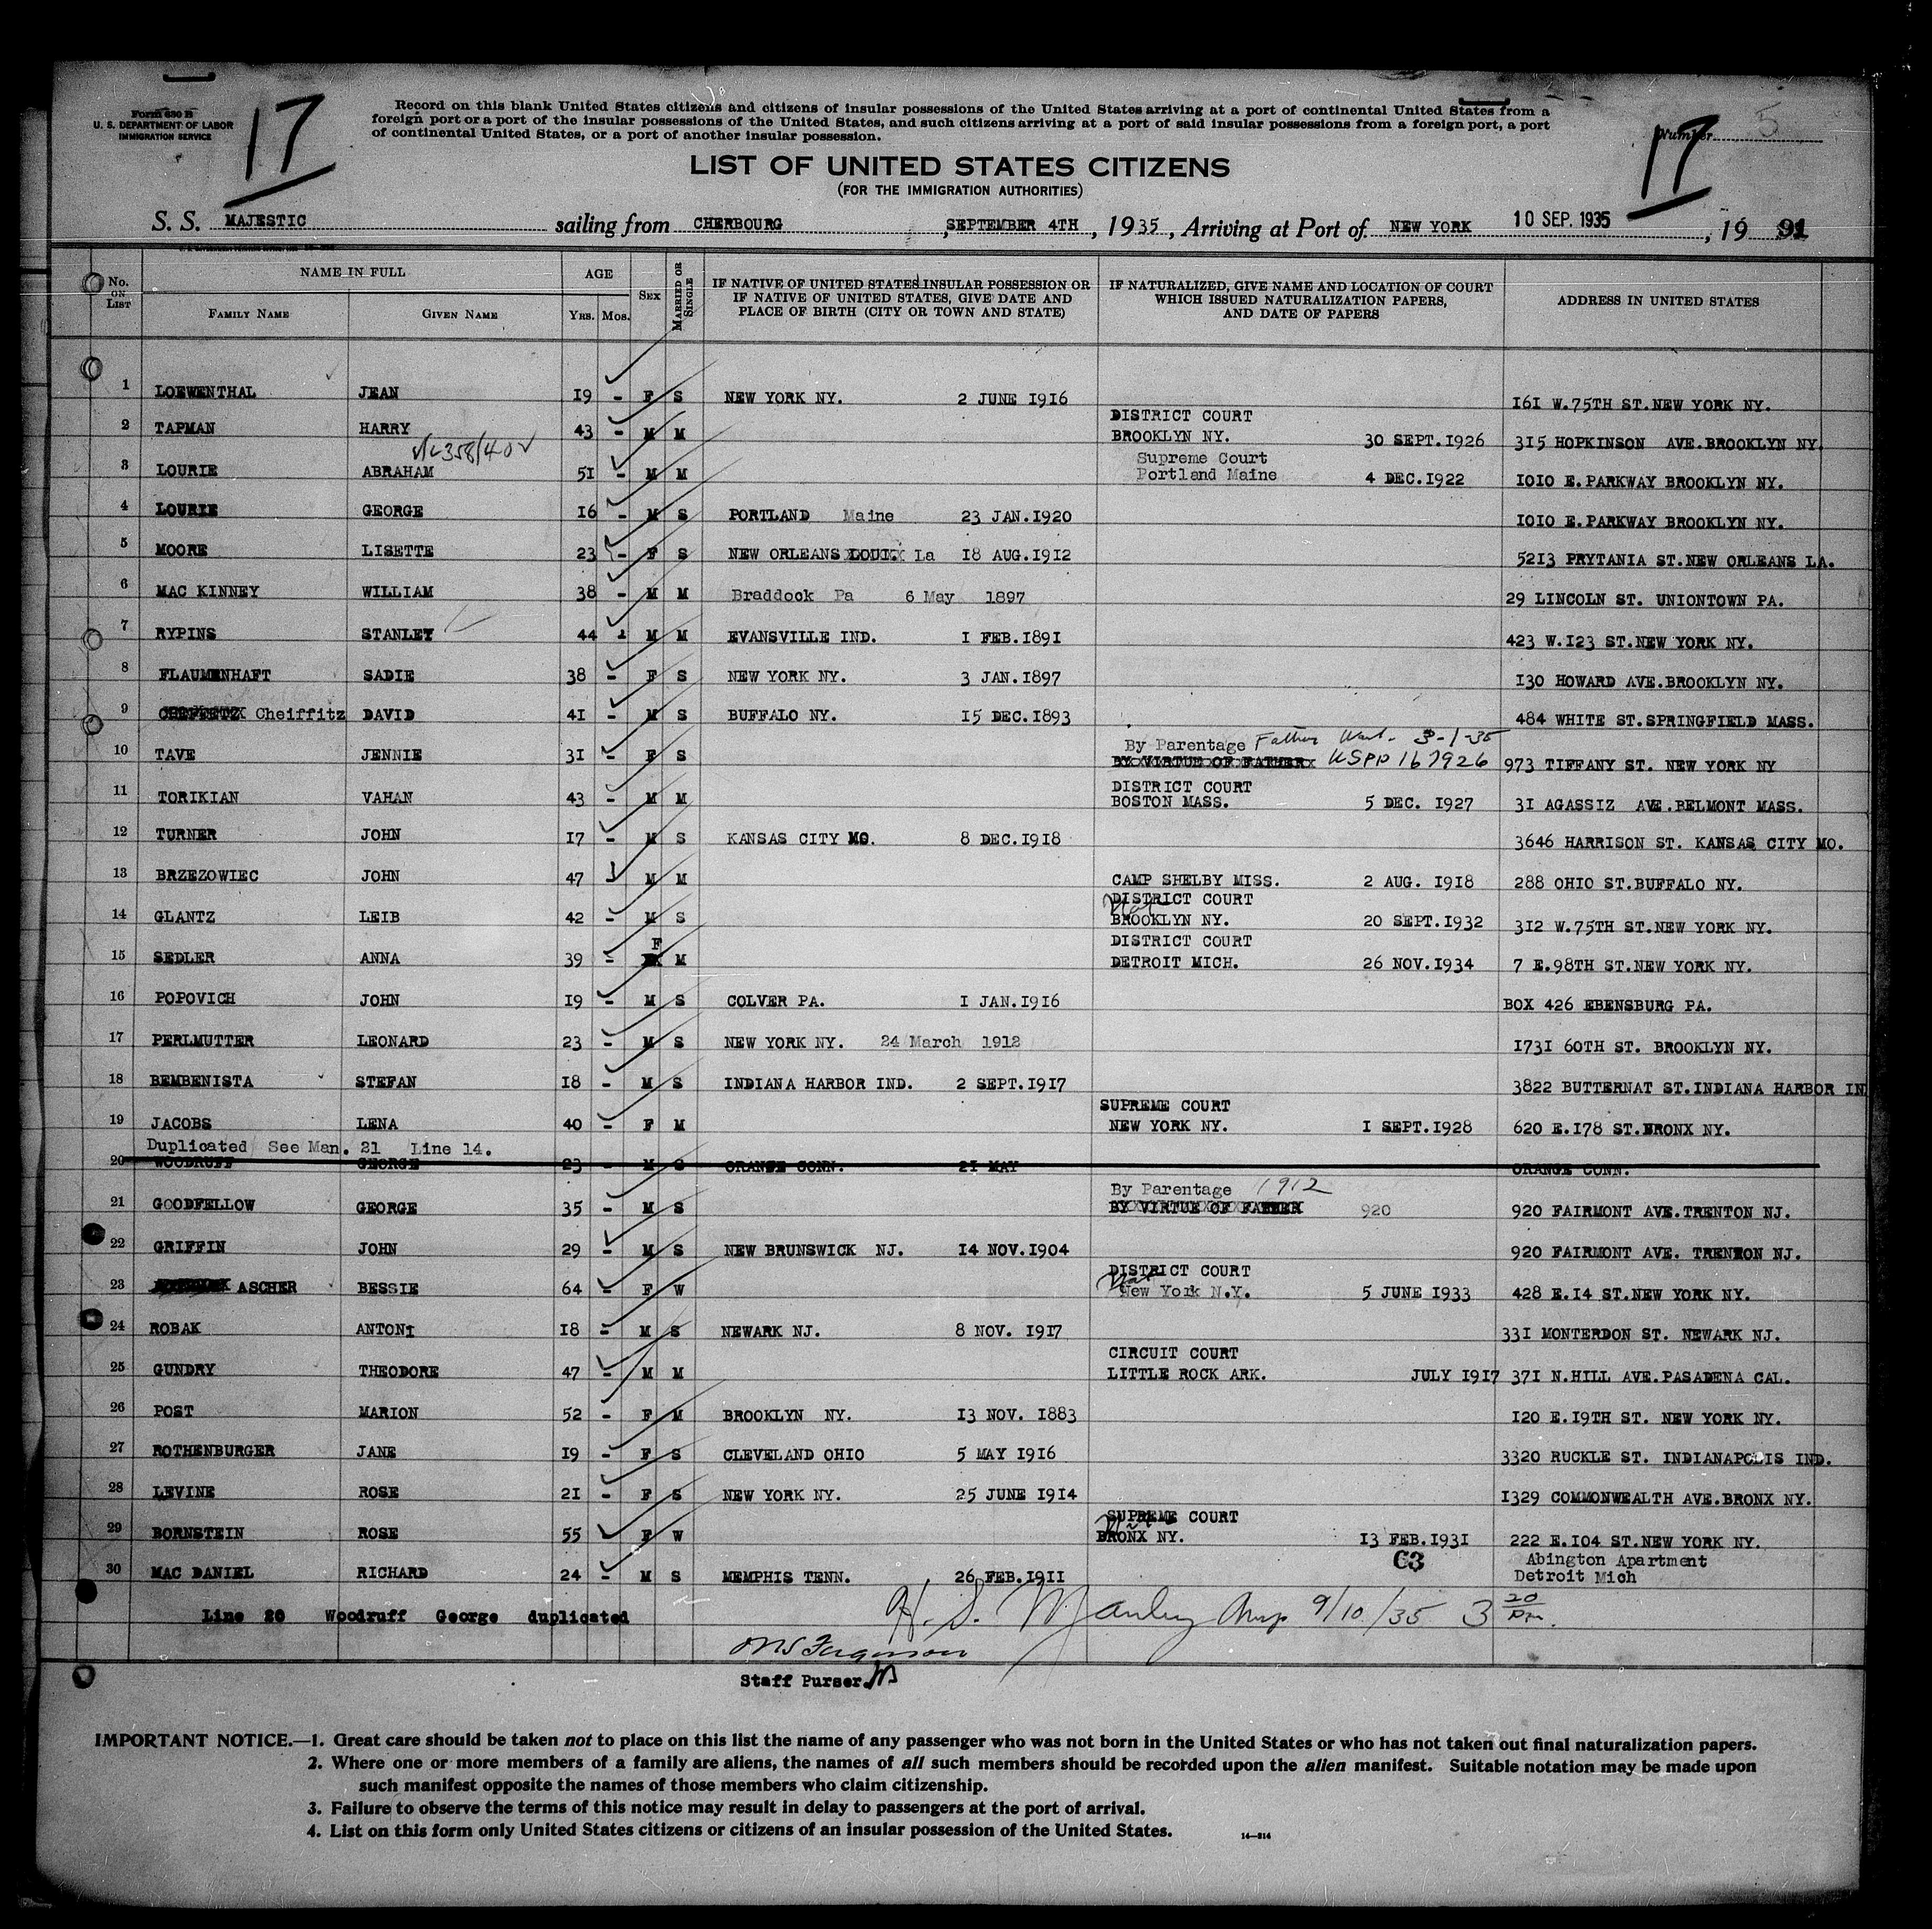 Form 630 B
U. S. DEPARTMENT OF LABOR
IMMIGRATION SERVICE
17
Record on this blank United States citizens and citizens of insular possessions of the United States arriving at a port of continental United States from a
foreign port or a port of the insular possessions of the United States, and such citizens arriving at a port of said insular possessions from a foreign port, a port
of continental United States, or a port of another insular possession.
Number 5
17
LIST OF UNITED STATES CITIZENS
(FOR THE IMMIGRATION AUTHORITIES)
S. S. MAJESTIC sailing from CHERBOURG , SEPTEMBER 4TH , 1935 , Arriving at Port of NEW YORK 10 SEP. 1935 , 19 91
No. ON LIST NAME IN FULL AGE SEX MARRIED OR SINGLE IF NATIVE OF UNITED STATES INSULAR POSSESSION OR IF NATIVE OF UNITED STATES, GIVE DATE AND PLACE OF BIRTH (CITY OR TOWN AND STATE) IF NATURALIZED, GIVE NAME AND LOCATION OF COURT WHICH ISSUED NATURALIZATION PAPERS, AND DATE OF PAPERS ADDRESS IN UNITED STATES
FAMILY NAME GIVEN NAME YRS. MOS.
1 LOEWENTHAL JEAN 19 - F S NEW YORK NY. 2 JUNE 1916 161 W.75TH ST.NEW YORK NY.
DISTRICT COURT
2 TAPMAN HARRY 43 - M M BROOKLYN NY. 30 SEPT.1926 315 HOPKINSON AVE.BROOKLYN NY.
Supreme Court
3 LOURIE ABRAHAM 51 - M M Portland Maine 4 DEC.1922 1010 E.PARKWAY BROOKLYN NY.
4 LOURIE GEORGE 16 - M S PORTLAND Maine 23 JAN.1920 1010 E.PARKWAY BROOKLYN NY.
5 MOORE LISETTE 23 - F S NEW ORLEANS LOUI. La 18 AUG.1912 5213 PRYTANIA ST.NEW ORLEANS LA.
6 MAC KINNEY WILLIAM 38 - M M Braddock Pa 6 May 1897 29 LINCOLN ST. UNIONTOWN PA.
7 RYPINS STANLEY 44 - M M EVANSVILLE IND. 1 FEB.1891 423 W.123 ST.NEW YORK NY.
8 FLAUMENHAFT SADIE 38 - F S NEW YORK NY. 3 JAN.1897 130 HOWARD AVE.BROOKLYN NY.
9 Cheiffitz DAVID 41 - M S BUFFALO NY. 15 DEC.1893 484 WHITE ST.SPRINGFIELD MASS.
By Parentage Father 3-1-35
10 TAVE JENNIE 31 - F S BY VIRTUE OF FATHER USPP 167926 973 TIFFANY ST. NEW YORK NY
DISTRICT COURT
11 TORIKIAN VAHAN 43 - M M BOSTON MASS. 5 DEC. 1927 31 AGASSIZ AVE.BELMONT MASS.
12 TURNER JOHN 17 - M S KANSAS CITY MO. 8 DEC.1918 3646 HARRISON ST. KANSAS CITY MO.
13 BRZEZOWIEC JOHN 47 M M CAMP SHELBY MISS. 2 AUG. 1918 288 OHIO ST.BUFFALO NY.
DISTRICT COURT
14 GLANTZ LEIB 42 - M S BROOKLYN NY. 20 SEPT.1932 312 W.75TH ST.NEW YORK NY.
F DISTRICT COURT
15 SEDLER ANNA 39 - M DETROIT MICH. 26 NOV.1934 7 E.98TH ST.NEW YORK NY.
16 POPOVICH JOHN 19 - M S COLVER PA. 1 JAN.1916 BOX 426 EBENSBURG PA.
17 PERLMUTTER LEONARD 23 - M S NEW YORK NY. 24 March 1912 1731 60TH ST. BROOKLYN NY.
18 BEMBENISTA STEFAN 18 - M S INDIANA HARBOR IND. 2 SEPT.1917 3822 BUTTERNAT ST.INDIANA HARBOR IN
SUPREME COURT
19 JACOBS LENA 40 - F M NEW YORK NY. 1 SEPT.1928 620 E.178 ST.BRONX NY.
Duplicated See Man. 21 Line 14.
20 WOODRUFF GEORGE 23 - M S ORANGE CONN. 21 MAY ORANGE CONN.
By Parentage 1912
21 GOODFELLOW GEORGE 35 - M S BY VIRTUE OF FATHER 920 920 FAIRMONT AVE.TRENTON NJ.
22 GRIFFIN JOHN 29 - M S NEW BRUNSWICK NJ. 14 NOV.1904 920 FAIRMONT AVE. TRENTON NJ.
DISTRICT COURT
23 ASCHER BESSIE 64 - F W New York N.Y. 5 JUNE 1933 428 E.14 ST.NEW YORK NY.
24 ROBAK ANTONI 18 - M S NEWARK NJ. 8 NOV. 1917 331 MONTERDON ST. NEWARK NJ.
CIRCUIT COURT
25 GUNDRY THEODORE 47 - M M LITTLE ROCK ARK. JULY 1917 371 N.HILL AVE.PASADENA CAL.
26 POST MARION 52 - F M BROOKLYN NY. 13 NOV. 1883 120 E.19TH ST. NEW YORK NY.
27 ROTHENBURGER JANE 19 - F S CLEVELAND OHIO 5 MAY 1916 3320 RUCKLE ST. INDIANAPOLIS IND.
28 LEVINE ROSE 21 - F S NEW YORK NY. 25 JUNE 1914 1329 COMMONWEALTH AVE.BRONX NY.
SUPREME COURT
29 BORNSTEIN ROSE 55 F W BRONX NY. 13 FEB.1931 222 E.104 ST.NEW YORK NY.
63 Abington Apartment
30 MAC DANIEL RICHARD 24 - M S MEMPHIS TENN. 26 FEB.1911 Detroit Mich
Line 20 Woodruff George duplicated H. S. Manley Insp 9/10/35 3 20 Pm.
Ferguson
Staff Purser
IMPORTANT NOTICE.—1. Great care should be taken not to place on this list the name of any passenger who was not born in the United States or who has not taken out final naturalization papers.
2. Where one or more members of a family are aliens, the names of all such members should be recorded upon the alien manifest. Suitable notation may be made upon
such manifest opposite the names of those members who claim citizenship.
3. Failure to observe the terms of this notice may result in delay to passengers at the port of arrival.
4. List on this form only United States citizens or citizens of an insular possession of the United States.
14—814